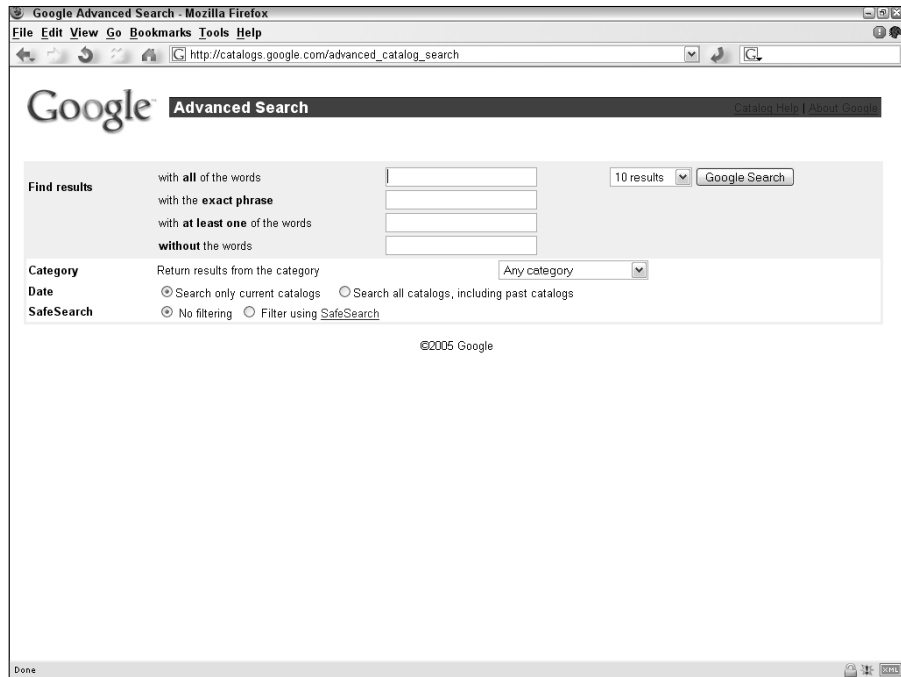 Google Advanced Search - Mozilla Firefox
File Edit View Go Bookmarks Tools Help
G http://catalogs.google.com/advanced_catalog_search G
Google™ Advanced Search Catalog Help | About Google
Find results with all of the words 10 results Google Search
with the exact phrase
with at least one of the words
without the words
Category Return results from the category Any category
Date Search only current catalogs Search all catalogs, including past catalogs
SafeSearch No filtering Filter using SafeSearch
©2005 Google
Done XML